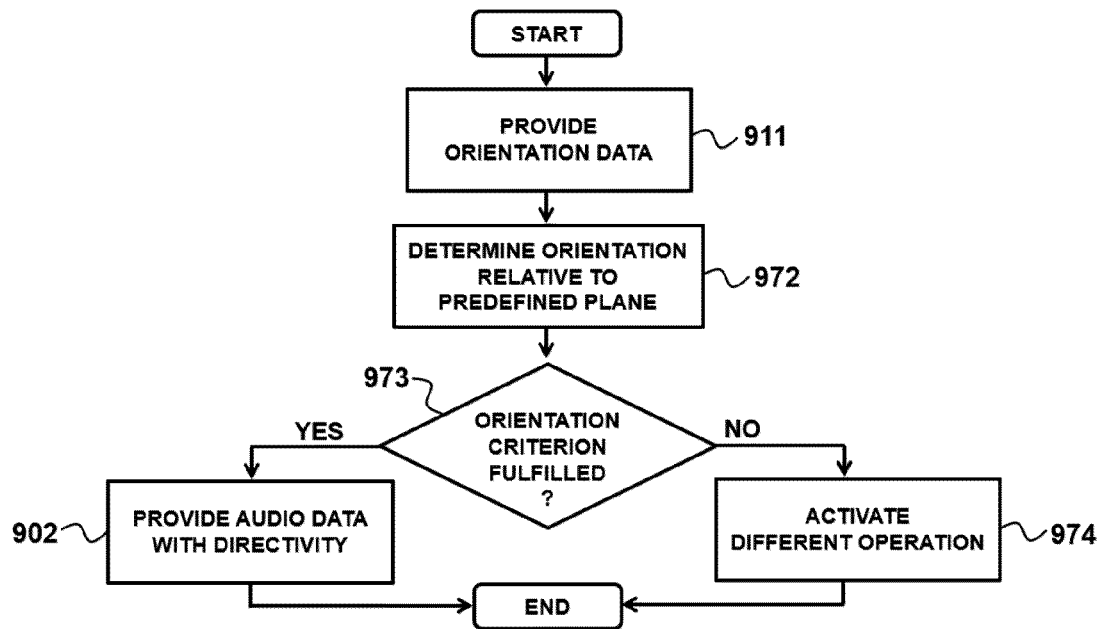 START
PROVIDE
ORIENTATION DATA
911
DETERMINE ORIENTATION
RELATIVE TO
PREDEFINED PLANE
972
973
ORIENTATION
CRITERION
FULFILLED
?
YES
NO
902
PROVIDE AUDIO DATA
WITH DIRECTIVITY
ACTIVATE
DIFFERENT OPERATION
974
END